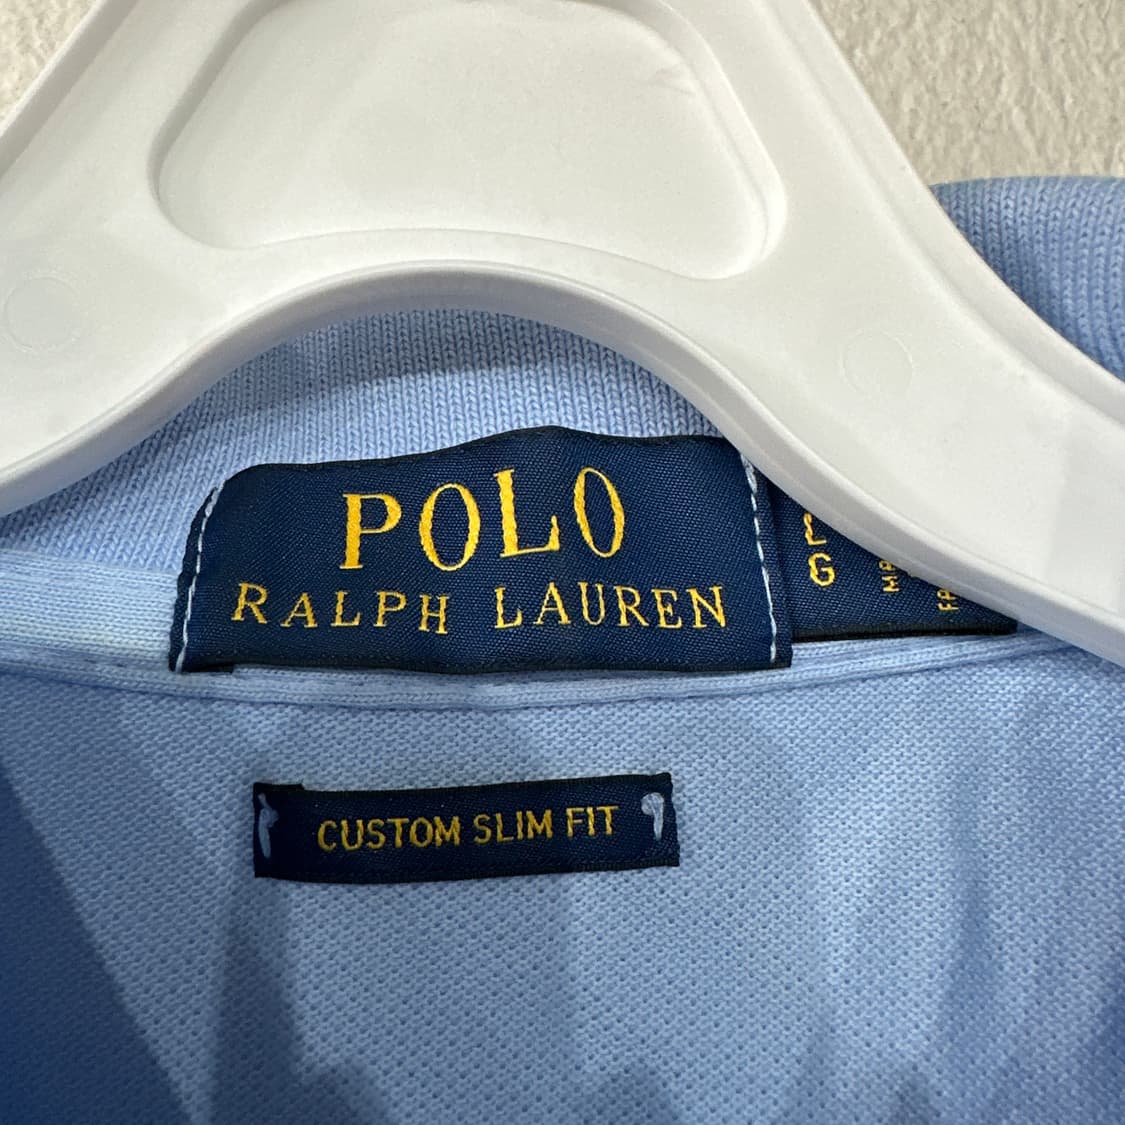 POLO
RALPH LAUREN
G
CUSTOM SLIM FIT